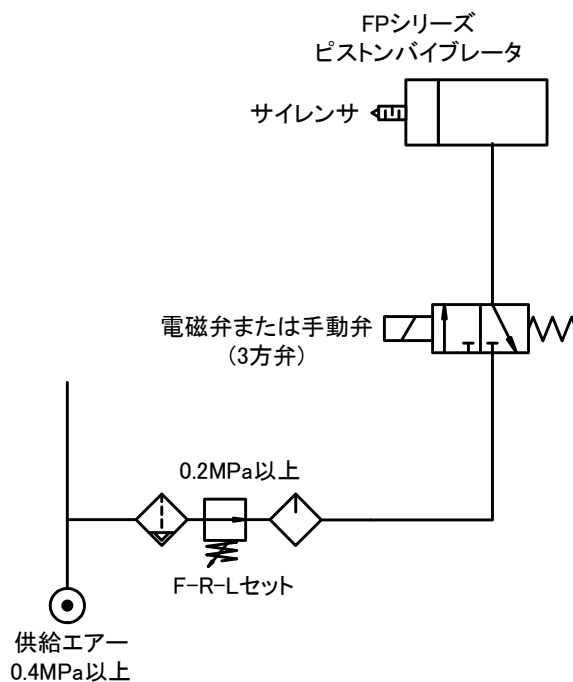 FPシリーズ
ピストンバイブレータ
サイレンサ
電磁弁または手動弁
(3方弁)
0.2MPa以上
F-R-Lセット
供給エアー
0.4MPa以上